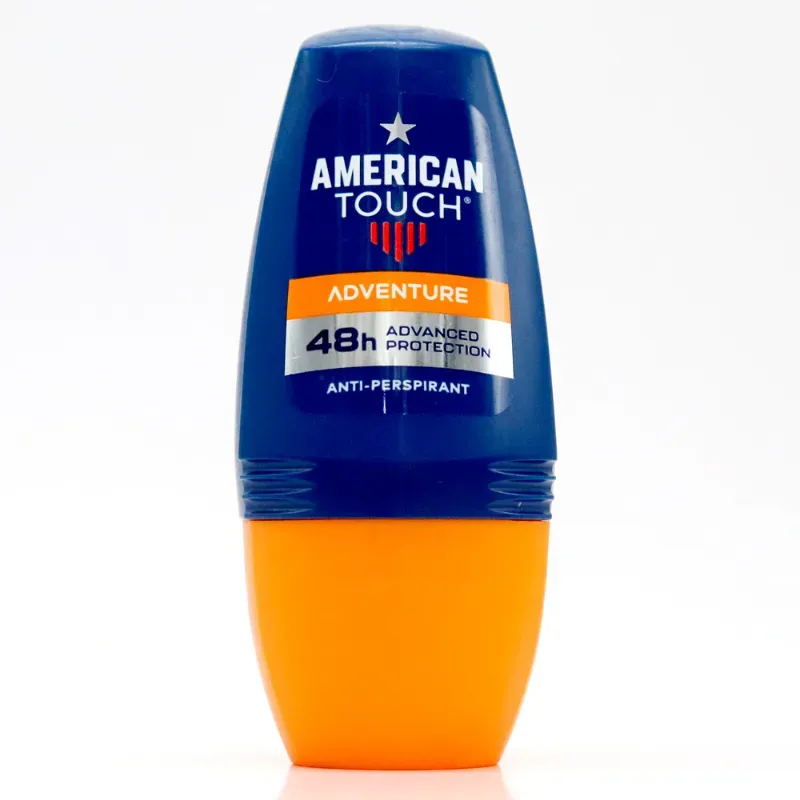 AMERICAN
TOUCH®
ADVENTURE
48h ADVANCED
PROTECTION
ANTI-PERSPIRANT